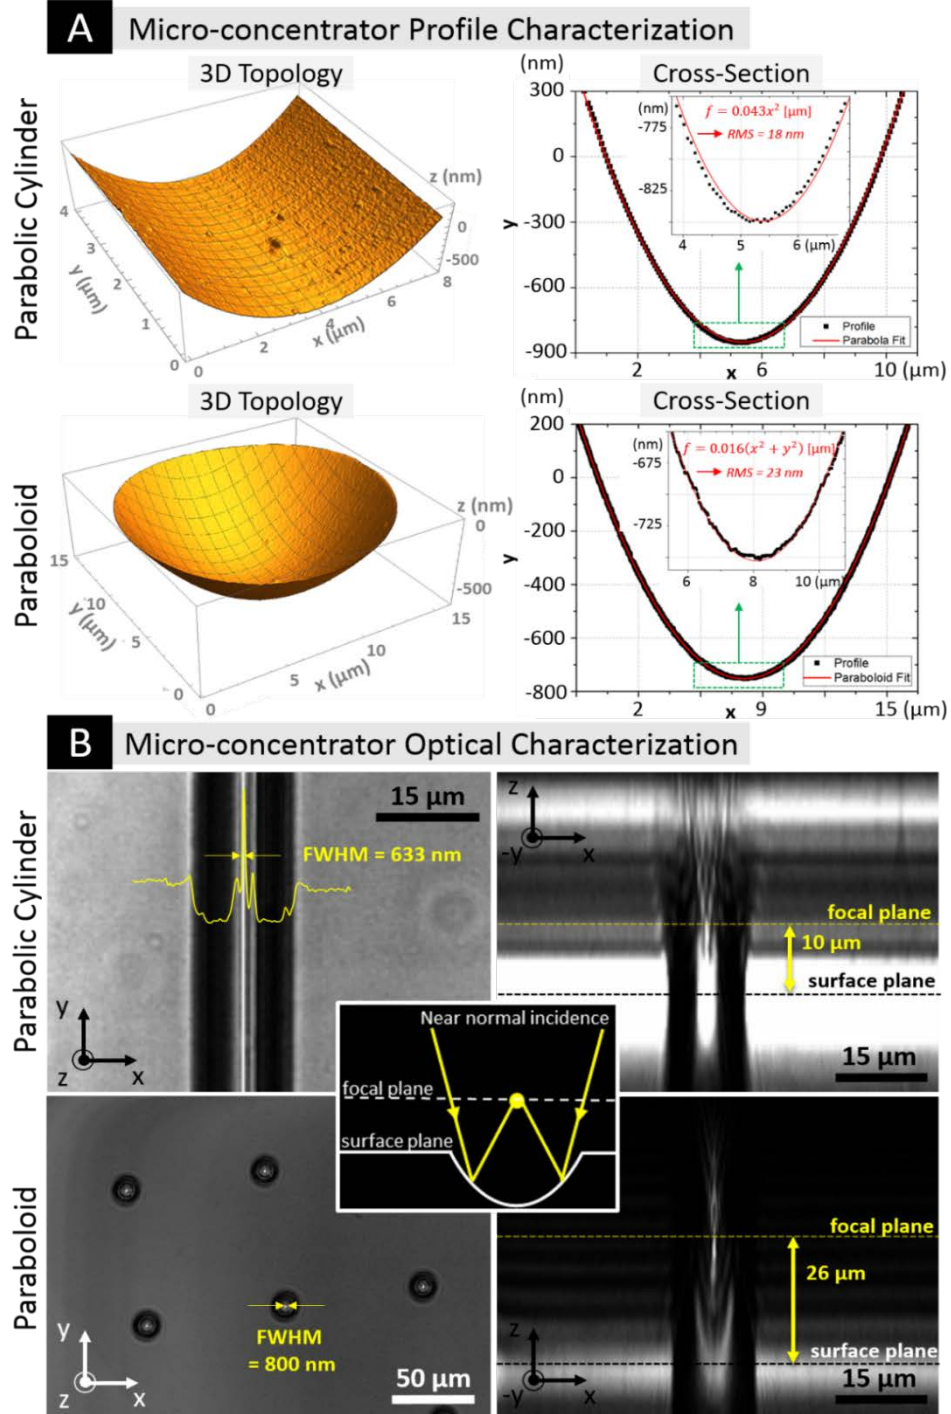 A Micro-concentrator Profile Characterization
Parabolic Cylinder
3D Topology
z (nm)
0
-500
4
3
2
1
0
y (μm)
0
2
4
6
8
x (μm)
Cross-Section
(nm)
300
0
-300
-600
-900
y
2
x
6
10 (μm)
(nm)
-775
-825
4
5
6
(μm)
f = 0.043x² [μm]
RMS = 18 nm
Profile
Parabola Fit
Paraboloid
3D Topology
z (nm)
0
-500
15
10
5
0
y (μm)
0
5
10
15
x (μm)
Cross-Section
(nm)
200
0
-200
-400
-600
-800
y
2
x
9
15 (μm)
(nm)
-675
-725
6
8
10 (μm)
f = 0.016(x² + y²) [μm]
RMS = 23 nm
Profile
Paraboloid Fit
B Micro-concentrator Optical Characterization
Parabolic Cylinder
15 μm
FWHM = 633 nm
y
z
x
z
-y
x
focal plane
10 μm
surface plane
15 μm
Near normal incidence
focal plane
surface plane
Paraboloid
FWHM
= 800 nm
y
z
x
50 μm
focal plane
26 μm
z
surface plane
-y
x
15 μm